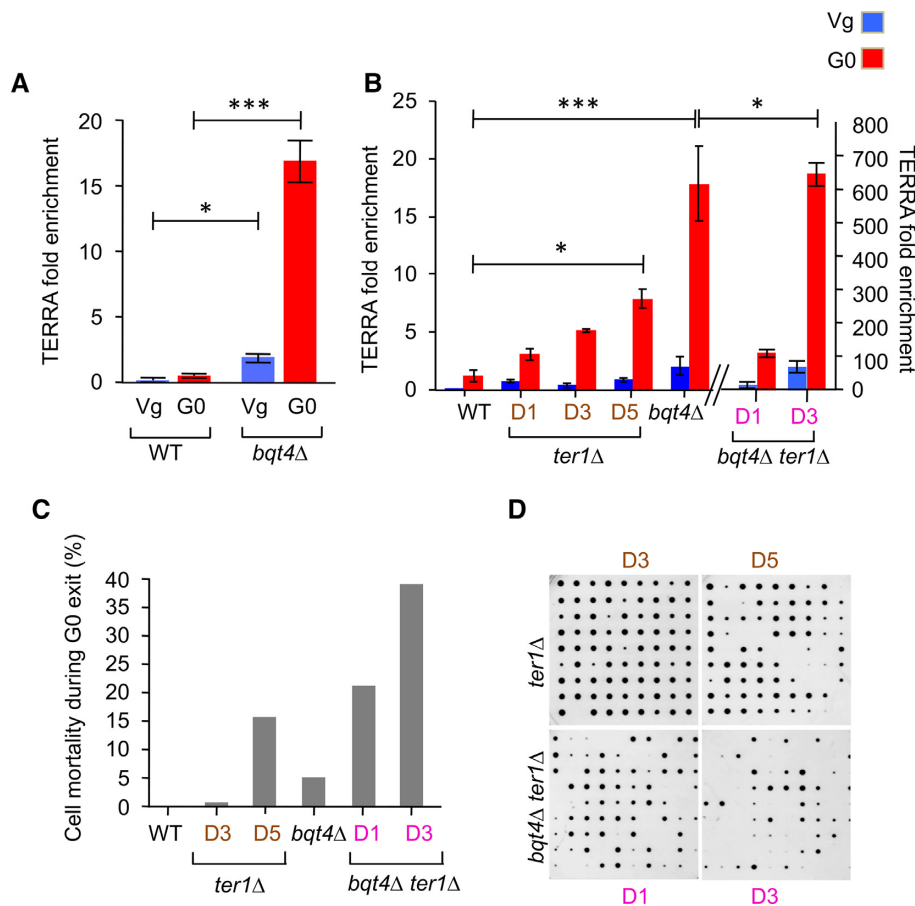 Vg
G0
A
TERRA fold enrichment
20
15
10
5
0
***
*
Vg G0 Vg G0
WT bqt4Δ
B
TERRA fold enrichment
25
20
15
10
5
0
***
*
*
800
700
600
500
400
300
200
100
0
TERRA fold enrichment
WT D1 D3 D5 bqt4Δ D1 D3
ter1Δ bqt4Δ ter1Δ
C
Cell mortality during G0 exit (%)
40
35
30
25
20
15
10
5
0
WT D3 D5 bqt4Δ D1 D3
ter1Δ bqt4Δ ter1Δ
D
D3 D5
ter1Δ
bqt4Δ ter1Δ
D1 D3